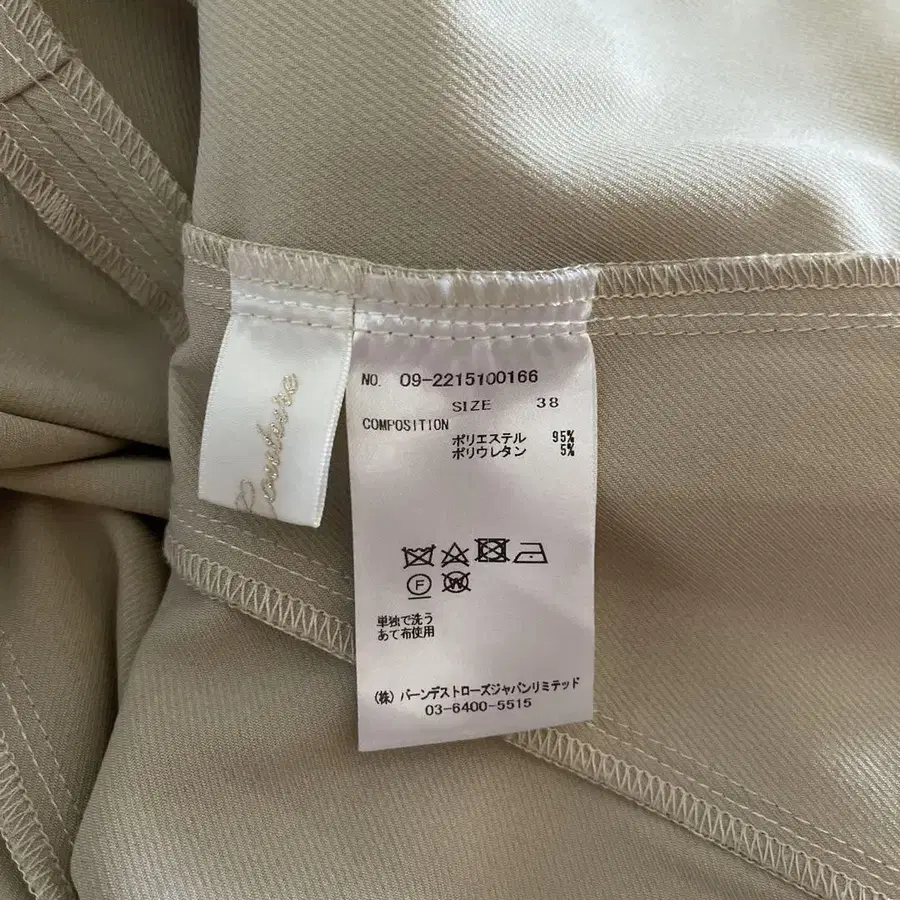 NO. 09-2215100166
SIZE 38
COMPOSITION
ポリエステル 95%
ポリウレタン 5%
F
W
単独で洗う
あて布使用
(株) バーンデストローズジャパンリミテッド
03-6400-5515